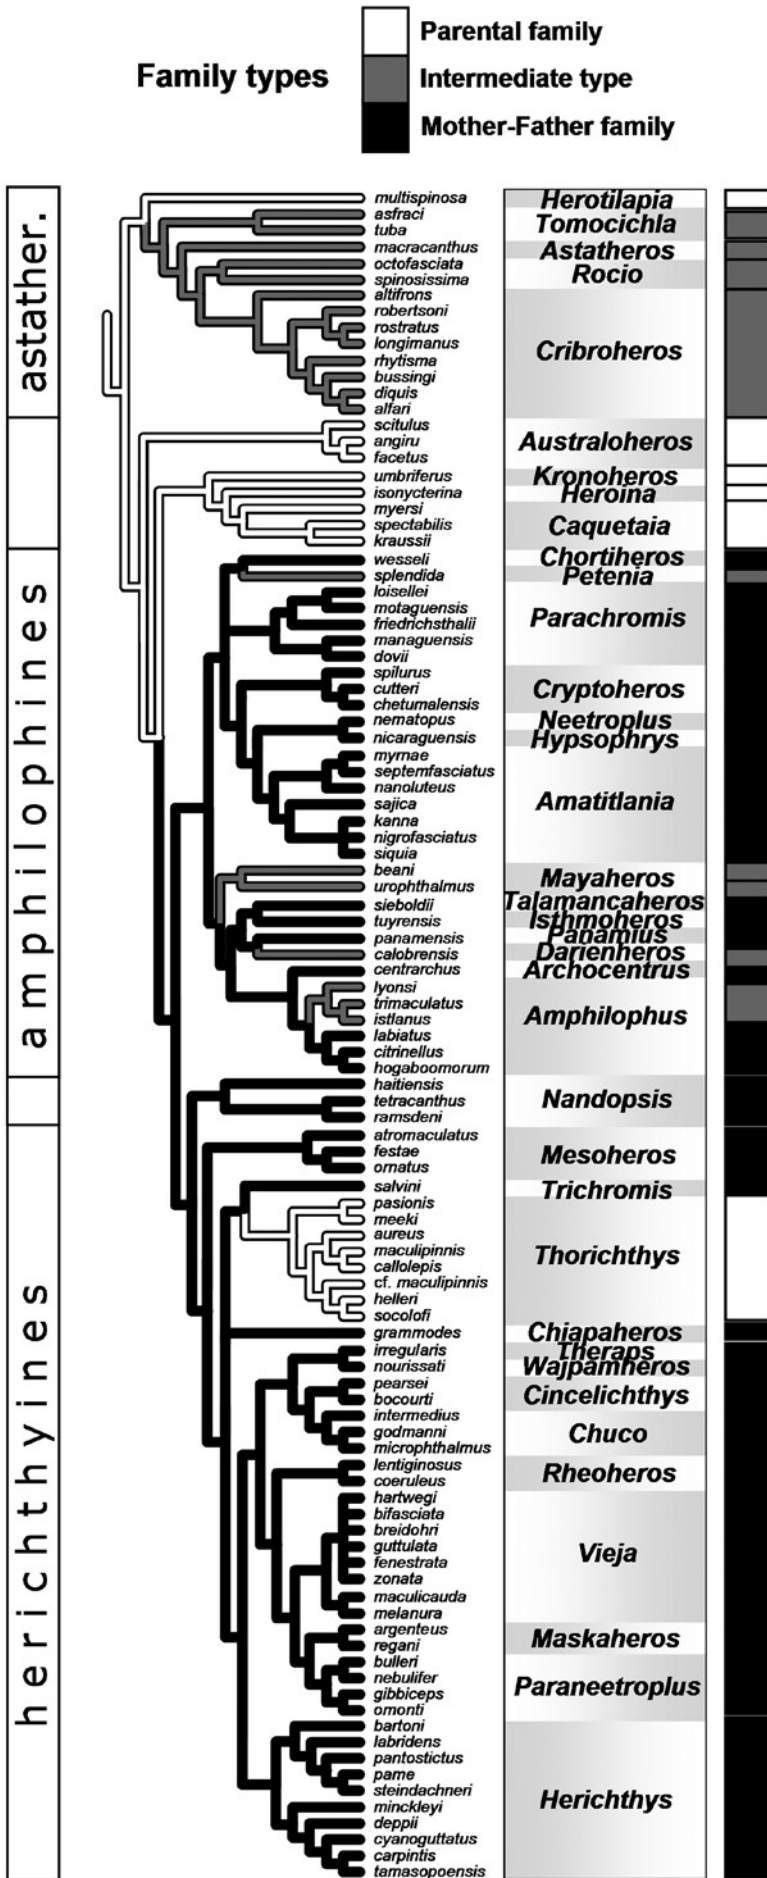 Family types
Parental family
Intermediate type
Mother-Father family
astather.
amphilophines
herichthyines
multispinosa
asfraci
tuba
macracanthus
octofasciata
spinosissima
altifrons
robertsoni
rostratus
longimanus
rhytisma
bussingi
diquis
alfari
scitulus
angiru
facetus
umbriferus
isonycterina
myersi
spectabilis
kraussii
wesseli
splendida
loisellei
motaguensis
friedrichsthalii
managuensis
dovii
spilurus
cutteri
chetumalensis
nematopus
nicaraguensis
myrnae
septemfasciatus
nanoluteus
sajica
kanna
nigrofasciatus
siquia
beani
urophthalmus
sieboldii
tuyrensis
panamensis
calobrensis
centrarchus
lyonsi
trimaculatus
istlanus
labiatus
citrinellus
hogaboomorum
haitiensis
tetracanthus
ramsdeni
atromaculatus
festae
ornatus
salvini
pasionis
meeki
aureus
maculipinnis
callolepis
cf. maculipinnis
helleri
socolofi
grammodes
irregularis
nourissati
pearsei
bocourti
intermedius
godmanni
microphthalmus
lentiginosus
coeruleus
hartwegi
bifasciata
breidohri
guttulata
fenestrata
zonata
maculicauda
melanura
argenteus
regani
bulleri
nebulifer
gibbiceps
omonti
bartoni
labridens
pantostictus
pame
steindachneri
minckleyi
deppii
cyanoguttatus
carpintis
tamasopoensis
Herotilapia
Tomocichla
Astatheros
Rocio
Cribroheros
Australoheros
Kronoheros
Heroina
Caquetaia
Chortiheros
Petenia
Parachromis
Cryptoheros
Neetroplus
Hypsophrys
Amatitlania
Mayaheros
Talamancaheros
Isthmoheros
Panamius
Darienheros
Archocentrus
Amphilophus
Nandopsis
Mesoheros
Trichromis
Thorichthys
Chiapaheros
Theraps
Wajpamheros
Cincelichthys
Chuco
Rheoheros
Vieja
Maskaheros
Paraneetroplus
Herichthys